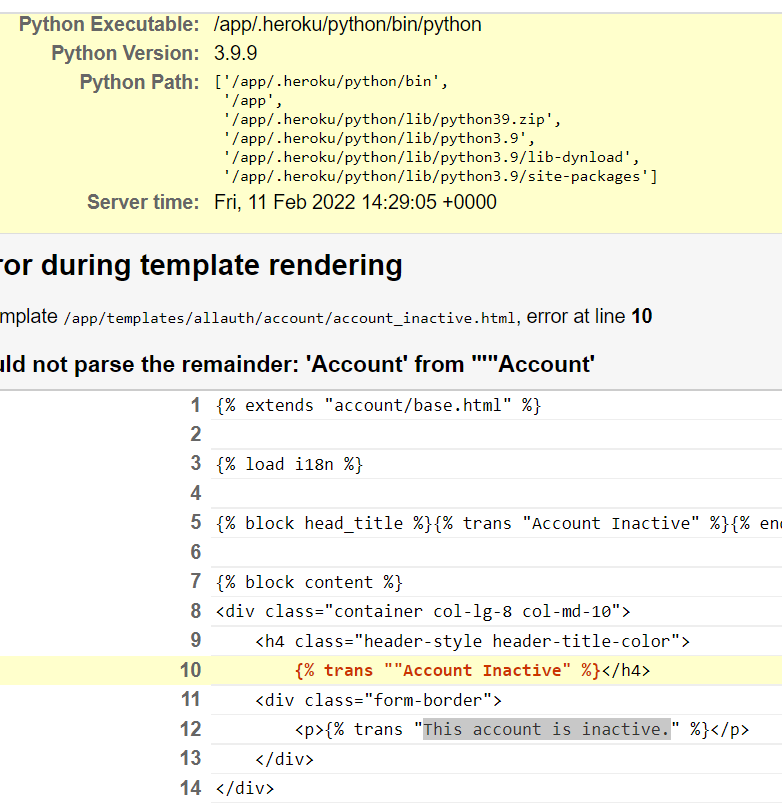 Python Executable: /app/.heroku/python/bin/python
Python Version: 3.9.9
Python Path: ['/app/.heroku/python/bin',
'/app',
'/app/.heroku/python/lib/python39.zip',
'/app/.heroku/python/lib/python3.9',
'/app/.heroku/python/lib/python3.9/lib-dynload',
'/app/.heroku/python/lib/python3.9/site-packages']
Server time: Fri, 11 Feb 2022 14:29:05 +0000
ror during template rendering
mplate /app/templates/allauth/account/account_inactive.html, error at line 10
uld not parse the remainder: 'Account' from '""Account'
1 {% extends "account/base.html" %}
2
3 {% load i18n %}
4
5 {% block head_title %}{% trans "Account Inactive" %}{% en
6
7 {% block content %}
8 <div class="container col-lg-8 col-md-10">
9 <h4 class="header-style header-title-color">
10 {% trans ""Account Inactive" %}</h4>
11 <div class="form-border">
12 <p>{% trans "This account is inactive." %}</p>
13 </div>
14 </div>